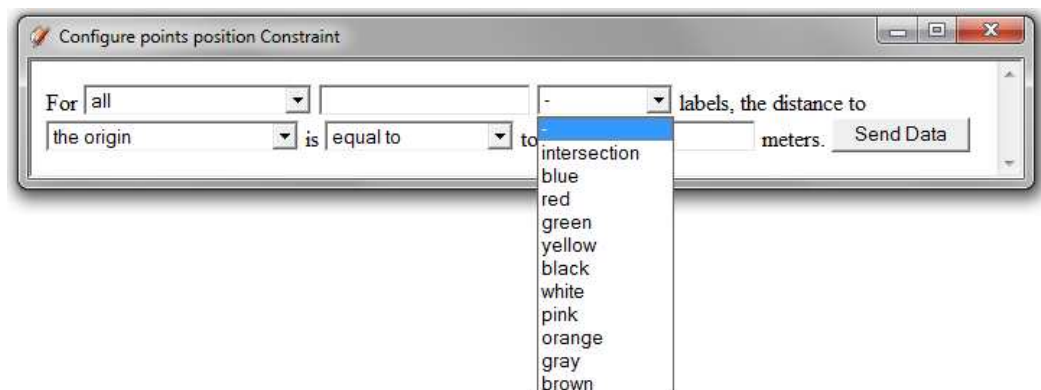 Configure points position Constraint
For all - labels, the distance to
the origin is equal to to meters. Send Data
-
intersection
blue
red
green
yellow
black
white
pink
orange
gray
brown